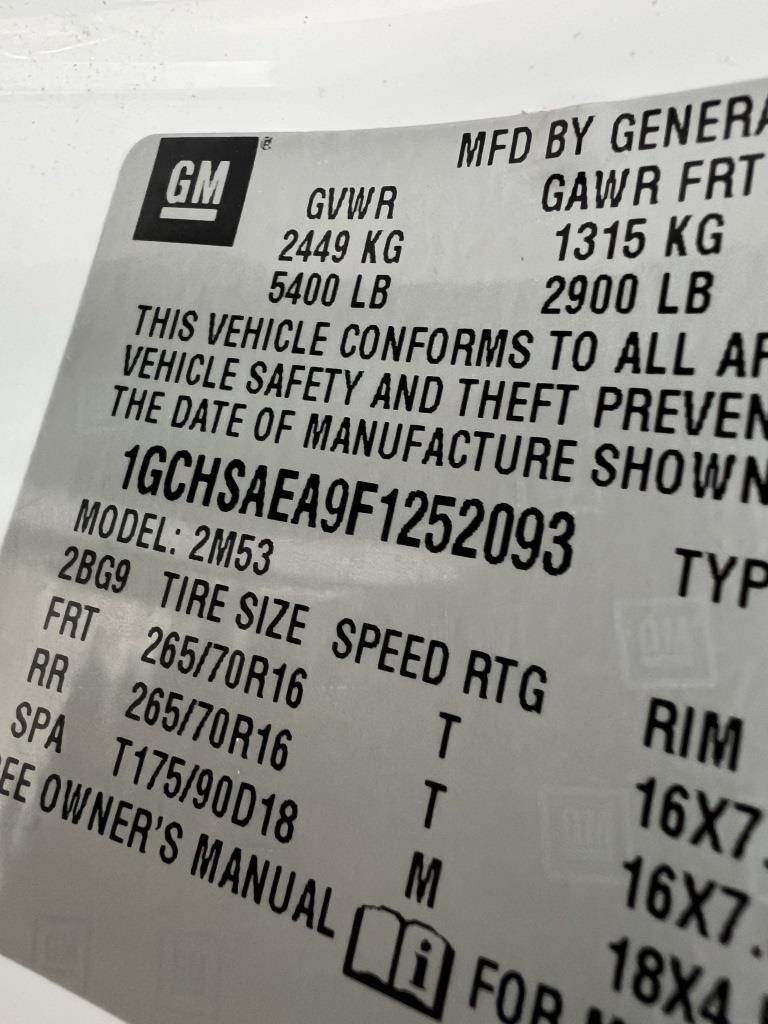 GM ®
MFD BY GENERA
GVWR GAWR FRT
2449 KG 1315 KG
5400 LB 2900 LB
THIS VEHICLE CONFORMS TO ALL AP
VEHICLE SAFETY AND THEFT PREVEN
THE DATE OF MANUFACTURE SHOWN
1GCHSAEA9F1252093 TYP
MODEL: 2M53
2BG9 TIRE SIZE SPEED RTG RIM
FRT 265/70R16 T 16X7.
RR 265/70R16 T 16X7.
SPA T175/90D18 M 18X4
EE OWNER'S MANUAL i FOR M